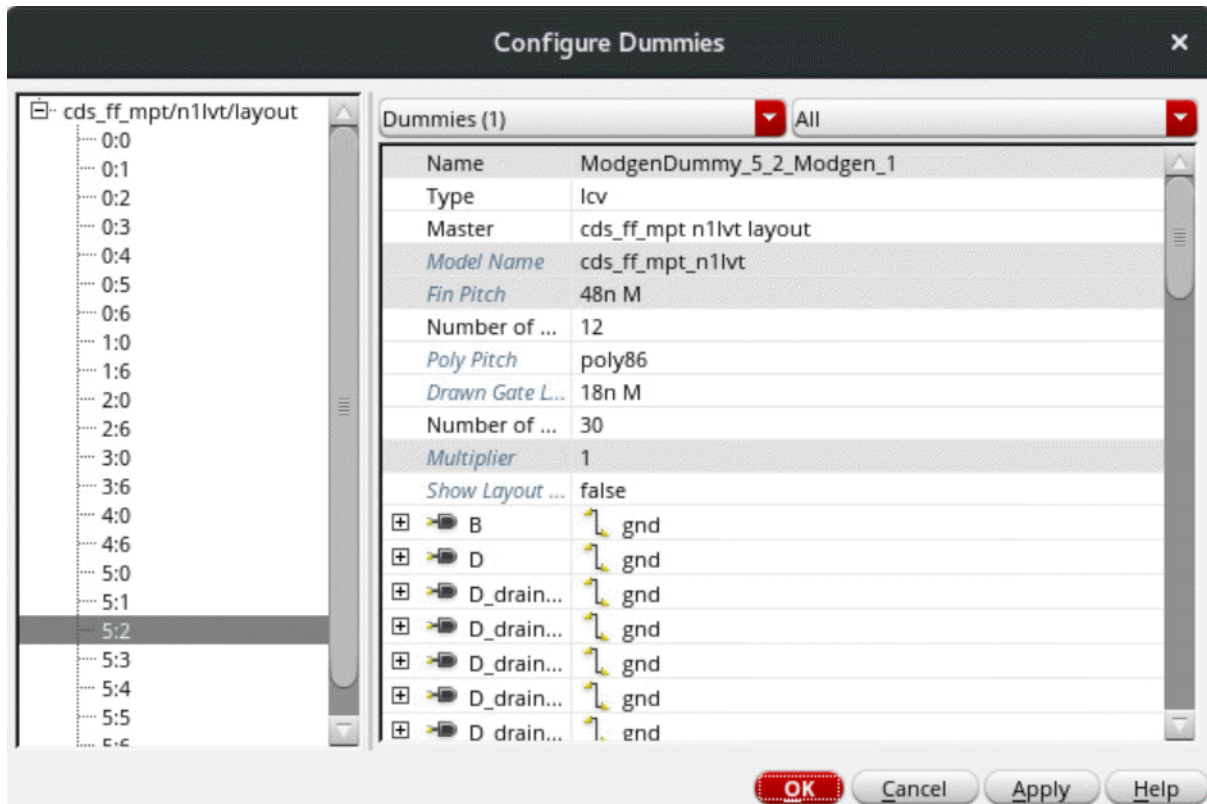 Configure Dummies
cds_ff_mpt/n1lvt/layout
0:0
0:1
0:2
0:3
0:4
0:5
0:6
1:0
1:6
2:0
2:6
3:0
3:6
4:0
4:6
5:0
5:1
5:2
5:3
5:4
5:5
5:6
Dummies (1) All
Name ModgenDummy_5_2_Modgen_1
Type lcv
Master cds_ff_mpt n1lvt layout
Model Name cds_ff_mpt_n1lvt
Fin Pitch 48n M
Number of ... 12
Poly Pitch poly86
Drawn Gate L... 18n M
Number of ... 30
Multiplier 1
Show Layout ... false
B gnd
D gnd
D_drain... gnd
D_drain... gnd
D_drain... gnd
D_drain... gnd
D_drain... gnd
OK Cancel Apply Help